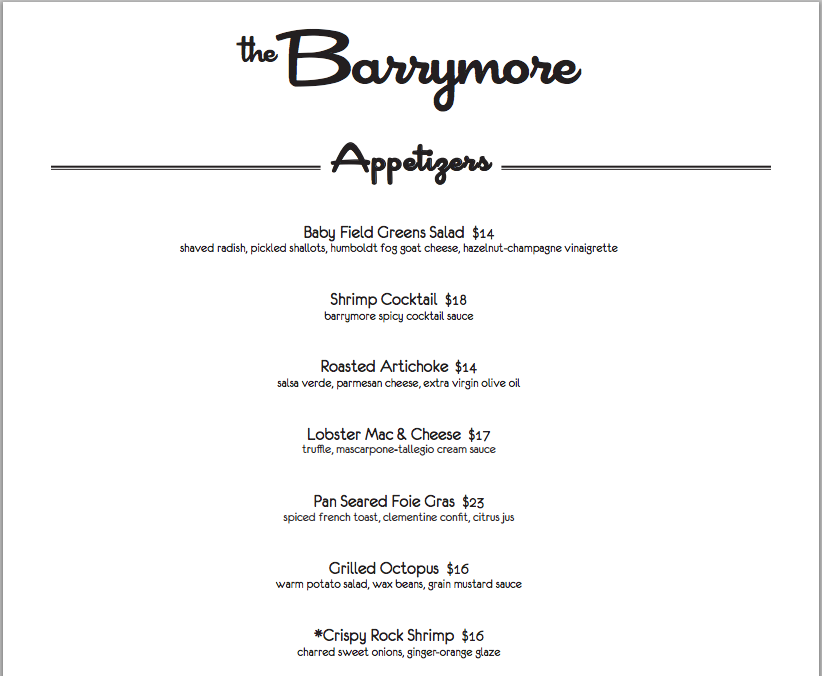 the Barrymore
Appetizers
Baby Field Greens Salad $14
shaved radish, pickled shallots, humboldt fog goat cheese, hazelnut-champagne vinaigrette
Shrimp Cocktail $18
barrymore spicy cocktail sauce
Roasted Artichoke $14
salsa verde, parmesan cheese, extra virgin olive oil
Lobster Mac & Cheese $17
truffle, mascarpone-tallegio cream sauce
Pan Seared Foie Gras $23
spiced french toast, clementine confit, citrus jus
Grilled Octopus $16
warm potato salad, wax beans, grain mustard sauce
*Crispy Rock Shrimp $16
charred sweet onions, ginger-orange glaze